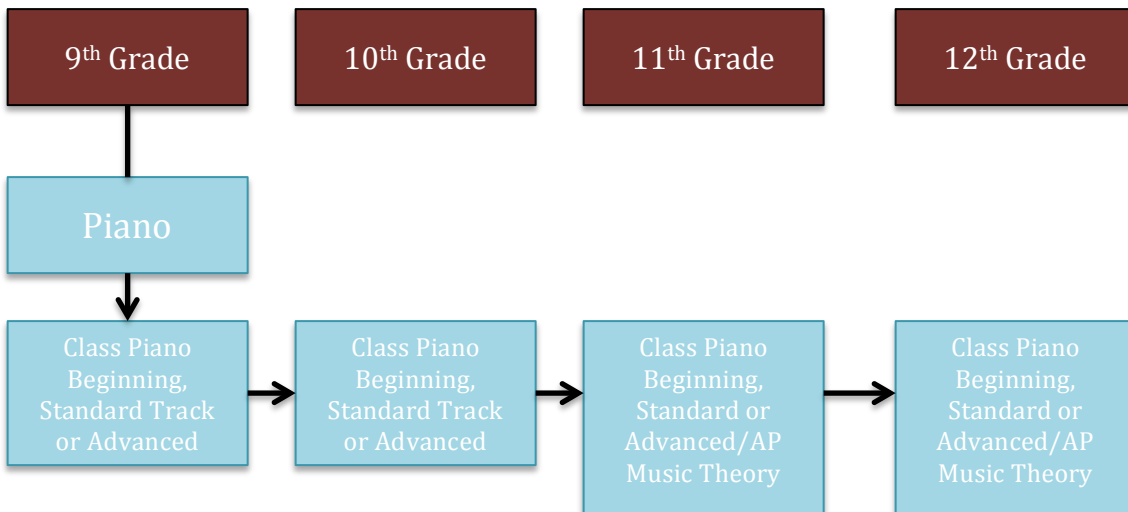 9th Grade
10th Grade
11th Grade
12th Grade
Piano
Class Piano
Beginning,
Standard Track
or Advanced
Class Piano
Beginning,
Standard Track
or Advanced
Class Piano
Beginning,
Standard or
Advanced/AP
Music Theory
Class Piano
Beginning,
Standard or
Advanced/AP
Music Theory